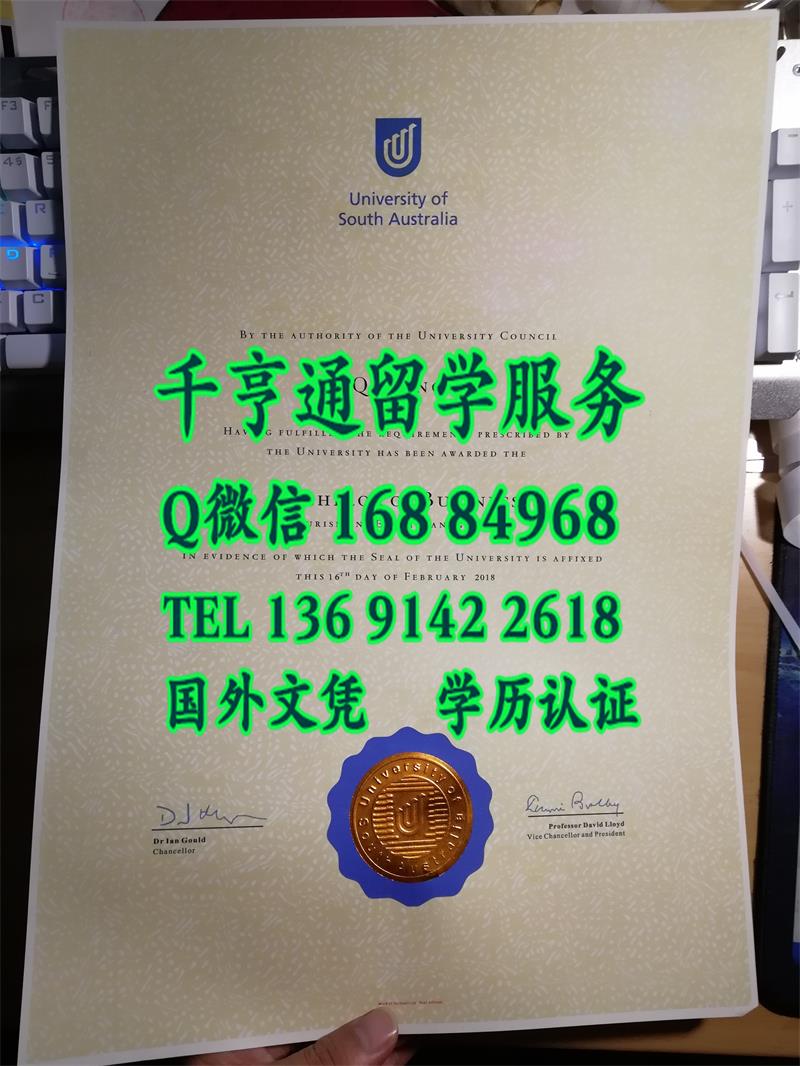 University of
South Australia
BY THE AUTHORITY OF THE UNIVERSITY COUNCIL
千亨通留学服务
HAVING PRESCRIBED BY
THE UNIVERSITY HAS BEEN AWARDED THE
Q微信 168 84968
IN EVIDENCE OF WHICH THE SEAL OF THE UNIVERSITY IS AFFIXED
THIS 16TH DAY OF FEBRUARY 2018
TEL 136 9142 2618
国外文凭 学历认证
University of South Australia
Dr Ian Gould
Chancellor
Professor David Lloyd
Vice Chancellor and President